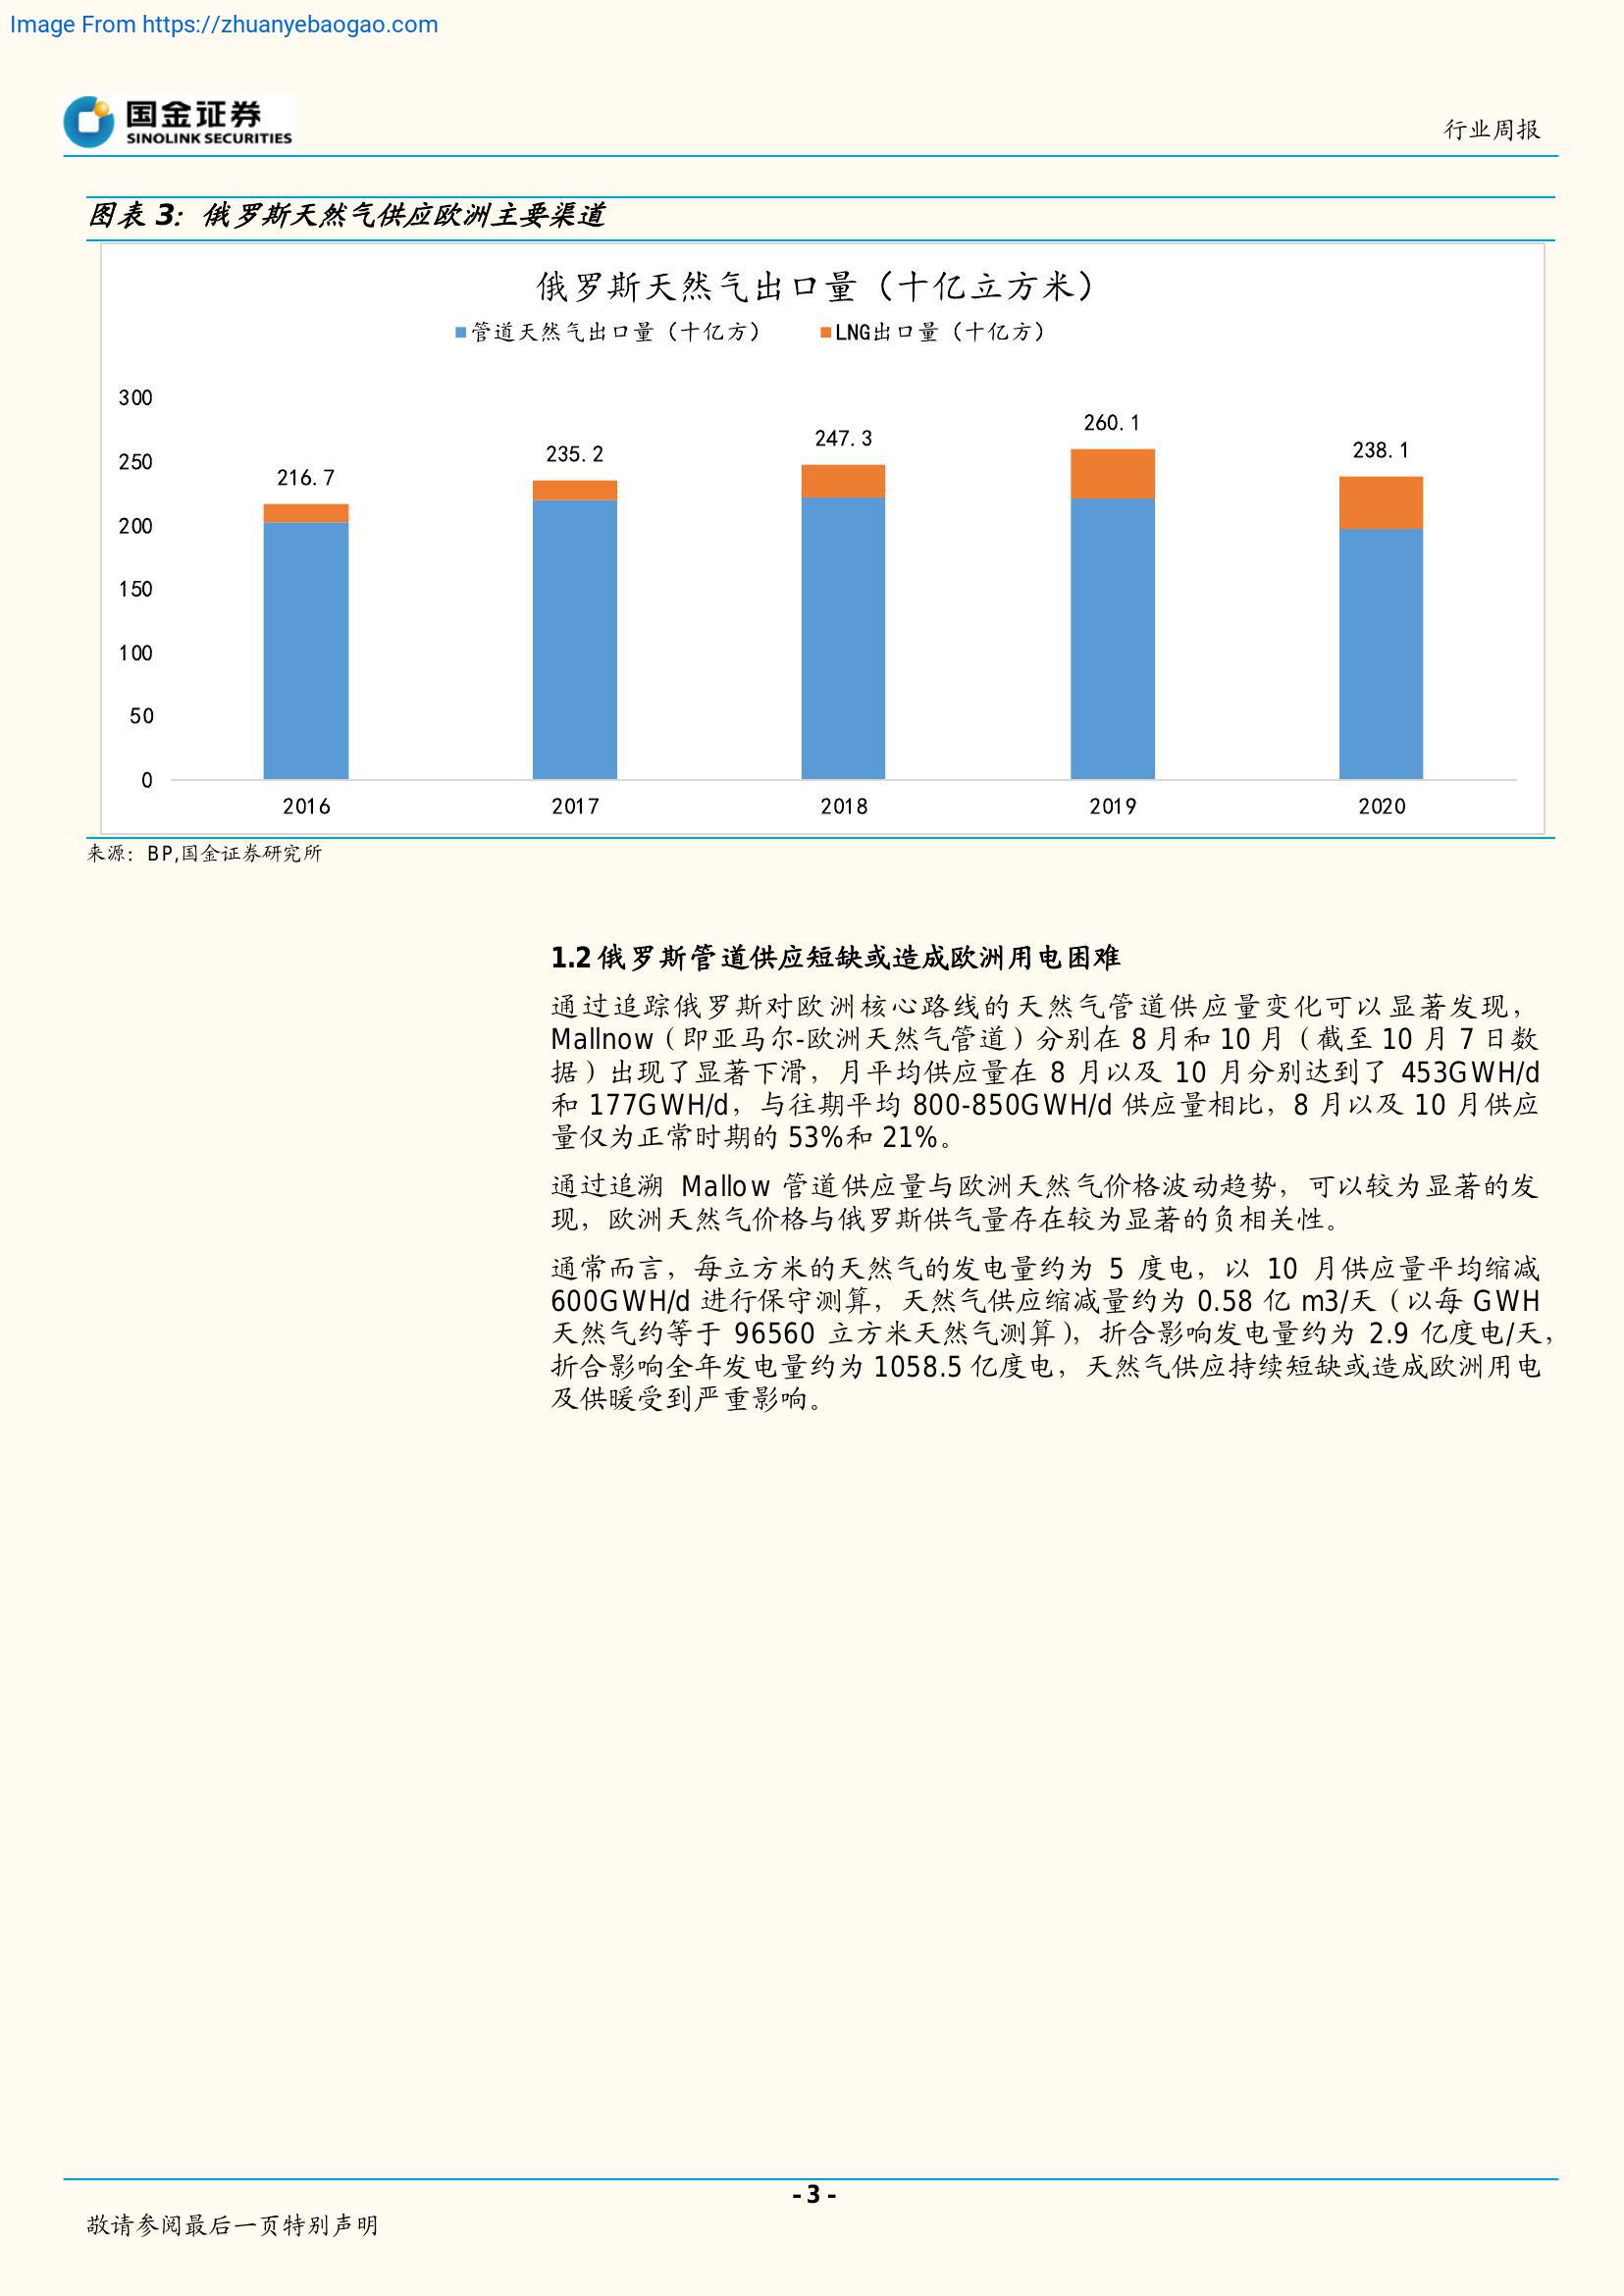 Image From https://zhuanyebaogao.com
国金证券
SINOLINK SECURITIES
行业周报
图表 3：俄罗斯天然气供应欧洲主要渠道
俄罗斯天然气出口量（十亿立方米）
管道天然气出口量（十亿方） LNG出口量（十亿方）
300
250
200
150
100
50
0
216.7
235.2
247.3
260.1
238.1
2016 2017 2018 2019 2020
来源：BP,国金证券研究所
1.2 俄罗斯管道供应短缺或造成欧洲用电困难
通过追踪俄罗斯对欧洲核心路线的天然气管道供应量变化可以显著发现，
Mallnow（即亚马尔-欧洲天然气管道）分别在 8 月和 10 月（截至 10 月 7 日数
据）出现了显著下滑，月平均供应量在 8 月以及 10 月分别达到了 453GWH/d
和 177GWH/d，与往期平均 800-850GWH/d 供应量相比，8 月以及 10 月供应
量仅为正常时期的 53%和 21%。
通过追溯 Mallow 管道供应量与欧洲天然气价格波动趋势，可以较为显著的发
现，欧洲天然气价格与俄罗斯供气量存在较为显著的负相关性。
通常而言，每立方米的天然气的发电量约为 5 度电，以 10 月供应量平均缩减
600GWH/d 进行保守测算，天然气供应缩减量约为 0.58 亿 m3/天（以每 GWH
天然气约等于 96560 立方米天然气测算），折合影响发电量约为 2.9 亿度电/天，
折合影响全年发电量约为 1058.5 亿度电，天然气供应持续短缺或造成欧洲用电
及供暖受到严重影响。
- 3 -
敬请参阅最后一页特别声明